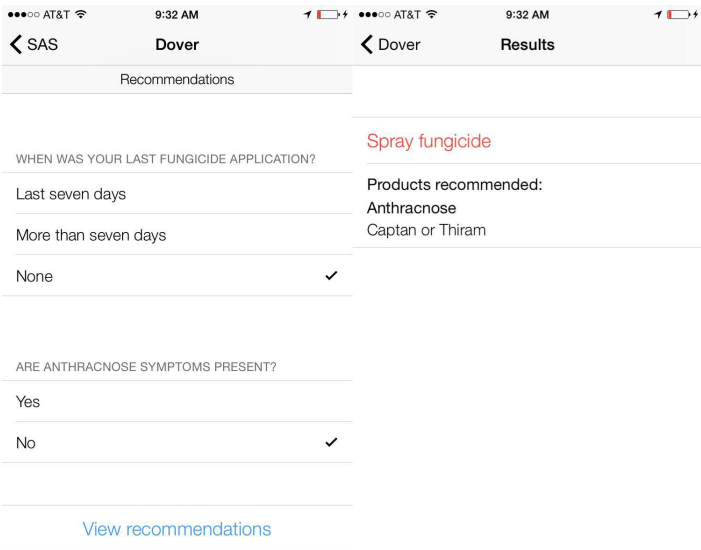 AT&T
9:32 AM
SAS
Dover
Recommendations
WHEN WAS YOUR LAST FUNGICIDE APPLICATION?
Last seven days
More than seven days
None
ARE ANTHRACNOSE SYMPTOMS PRESENT?
Yes
No
View recommendations
AT&T
9:32 AM
Dover
Results
Spray fungicide
Products recommended:
Anthracnose
Captan or Thiram